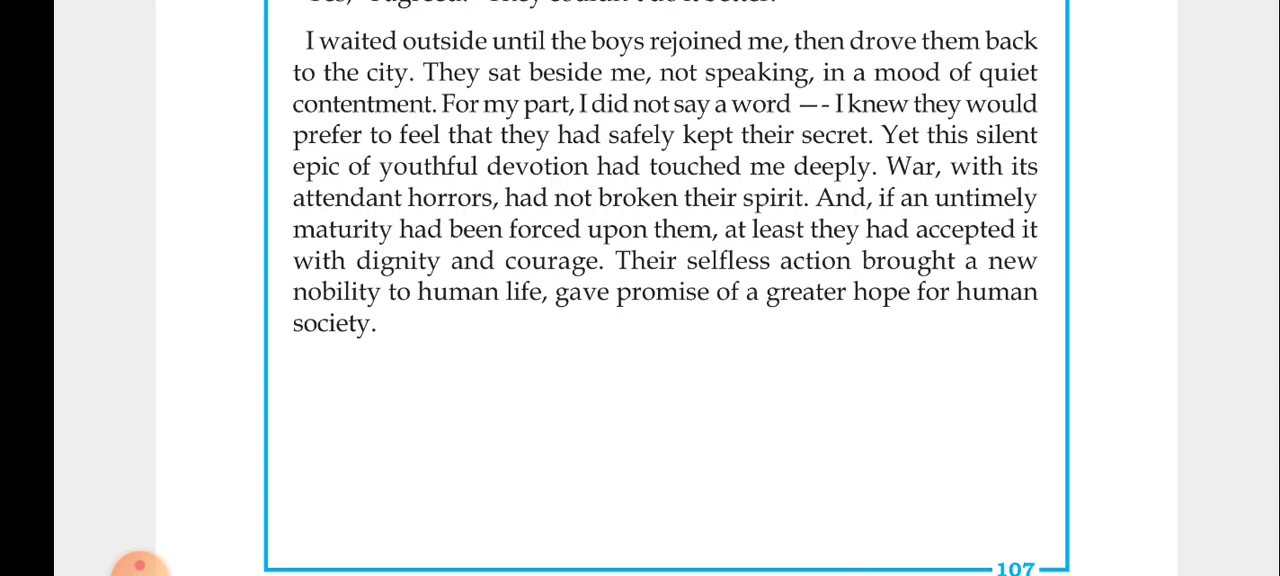 I waited outside until the boys rejoined me, then drove them back
to the city. They sat beside me, not speaking, in a mood of quiet
contentment. For my part, I did not say a word —- I knew they would
prefer to feel that they had safely kept their secret. Yet this silent
epic of youthful devotion had touched me deeply. War, with its
attendant horrors, had not broken their spirit. And, if an untimely
maturity had been forced upon them, at least they had accepted it
with dignity and courage. Their selfless action brought a new
nobility to human life, gave promise of a greater hope for human
society.
107